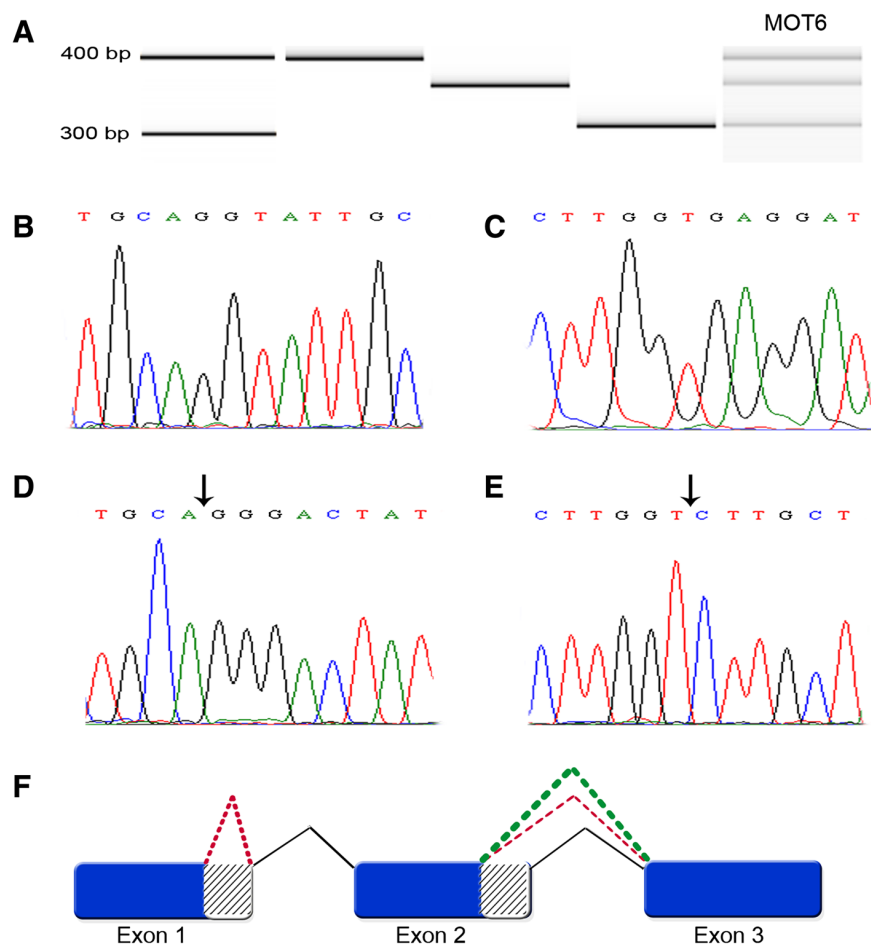 A
MOT6
400 bp
300 bp
B
T G C A G G T A T T G C
C
C T T G G T G A G G A T
D
T G C A G G G A C T A T
E
C T T G G T C T T G C T
F
Exon 1
Exon 2
Exon 3